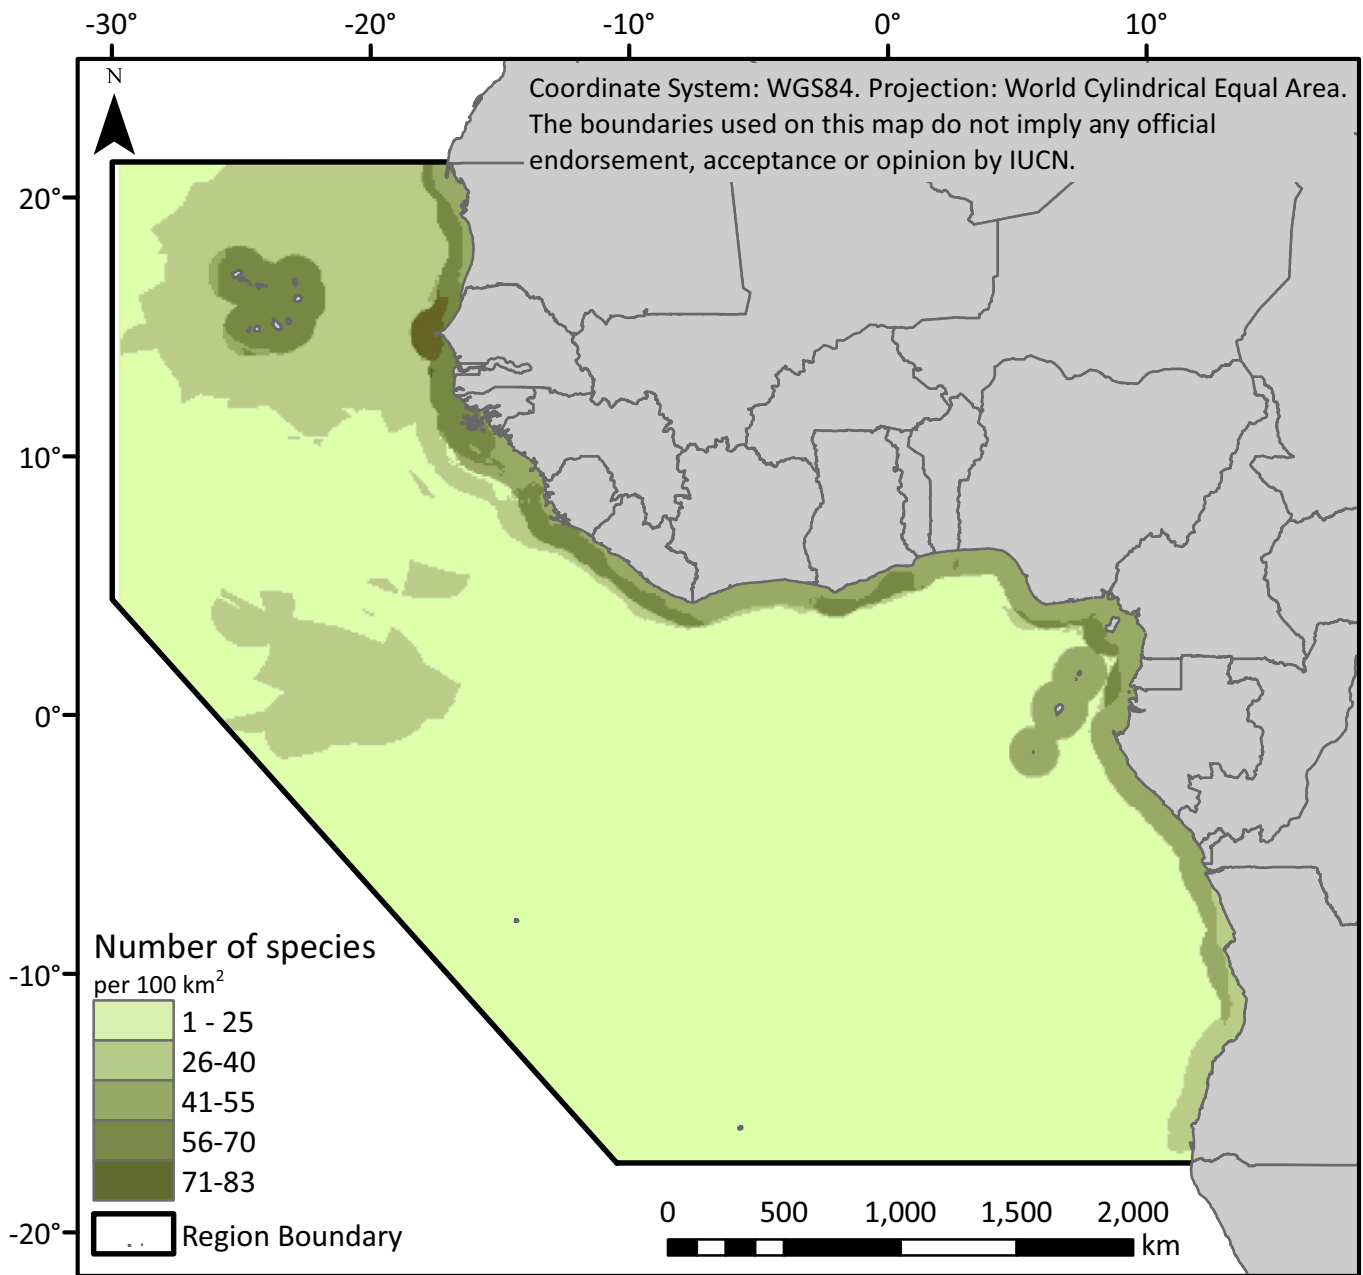 -30° -20° -10° 0° 10°
N
Coordinate System: WGS84. Projection: World Cylindrical Equal Area.
The boundaries used on this map do not imply any official
endorsement, acceptance or opinion by IUCN.
20°
10°
0°
-10°
-20°
Number of species
per 100 km²
1 - 25
26-40
41-55
56-70
71-83
Region Boundary
0 500 1,000 1,500 2,000
km